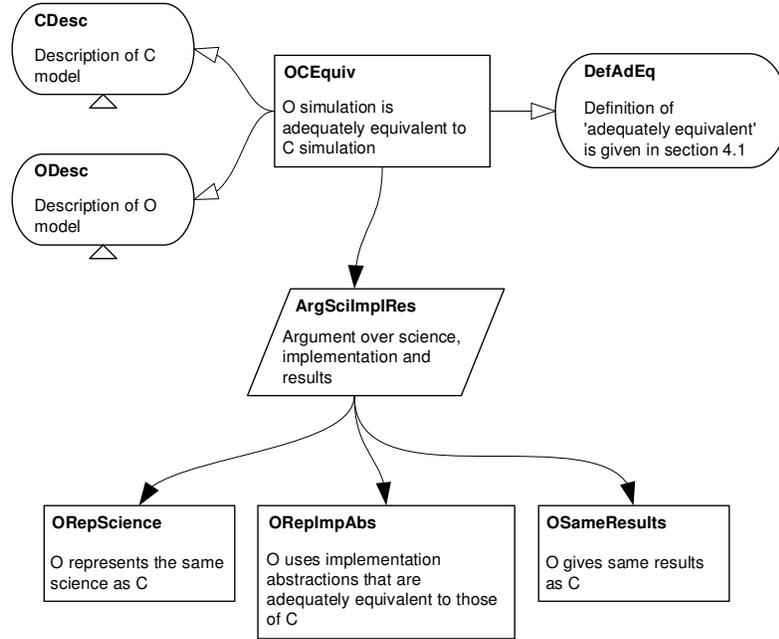 CDesc
Description of C
model
OCEquiv
O simulation is
adequately equivalent to
C simulation
DefAdEq
Definition of
'adequately equivalent'
is given in section 4.1
ODesc
Description of O
model
ArgSciImplRes
Argument over science,
implementation and
results
ORepScience
O represents the same
science as C
ORepImpAbs
O uses implementation
abstractions that are
adequately equivalent to those
of C
OSameResults
O gives same results
as C